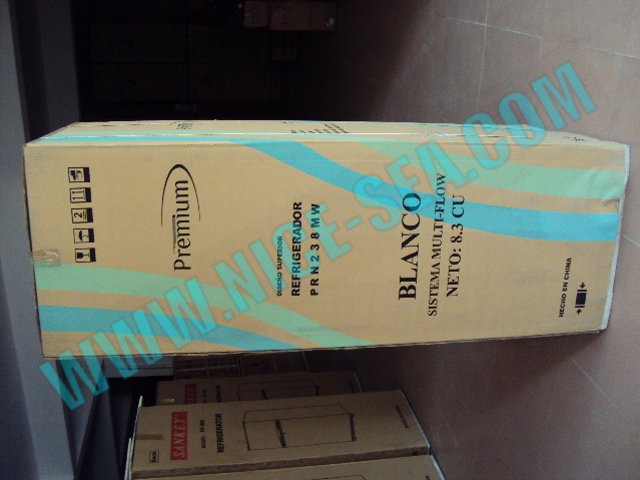 Premium
DISEÑO SUPERIOR
REFRIGERADOR
PRN238MW
BLANCO
SISTEMA MULTI-FLOW
NETO: 8.3 CU
HECHO EN CHINA
WWW.NICE-SEA.COM
SANKEY
REFRIGERATOR